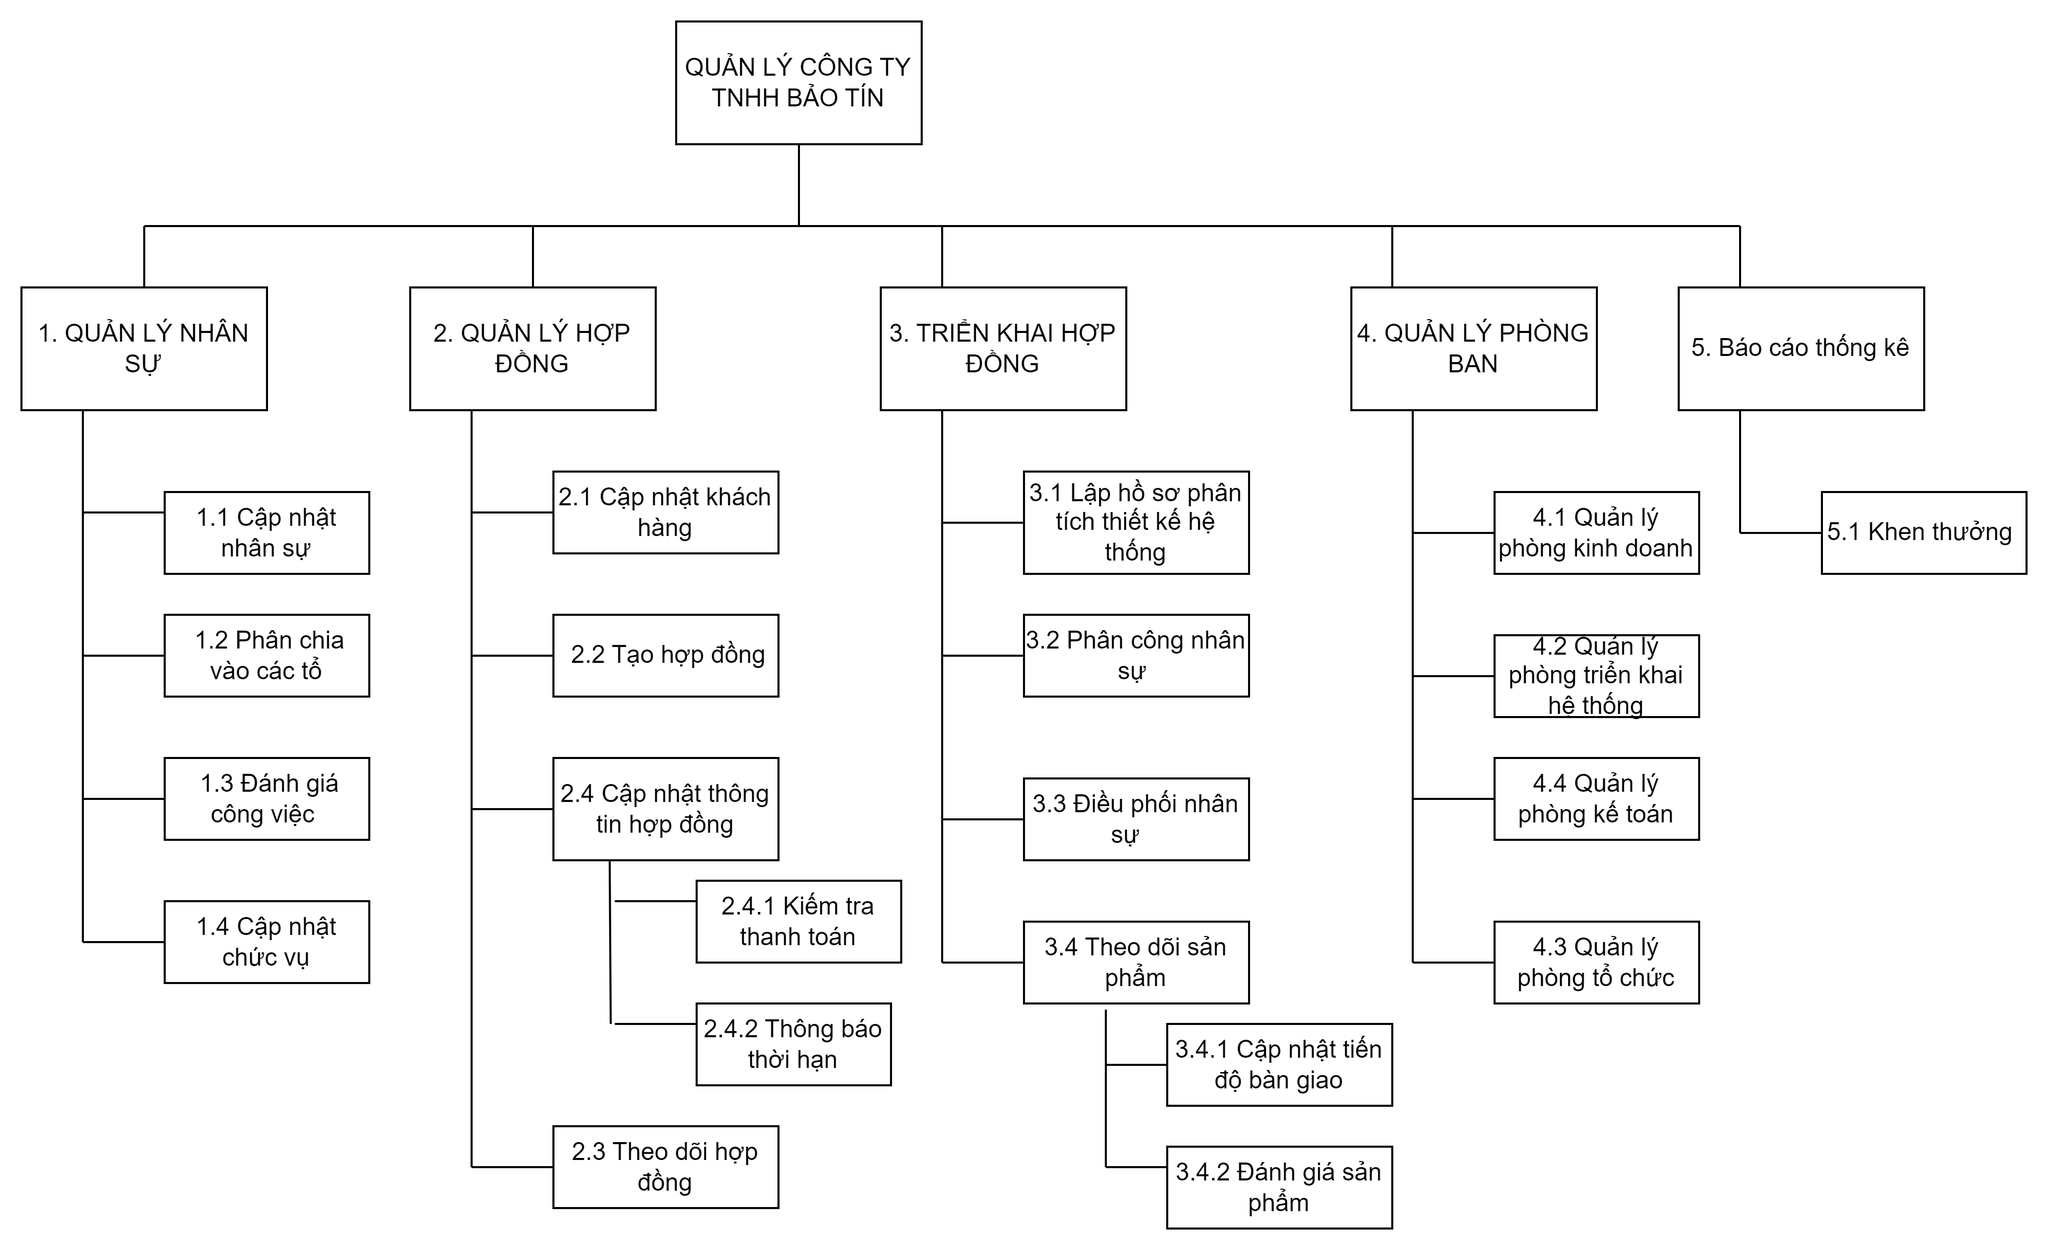 QUẢN LÝ CÔNG TY
TNHH BẢO TÍN
1. QUẢN LÝ NHÂN
SỰ
2. QUẢN LÝ HỢP
ĐỒNG
3. TRIỂN KHAI HỢP
ĐỒNG
4. QUẢN LÝ PHÒNG
BAN
5. Báo cáo thống kê
1.1 Cập nhật
nhân sự
1.2 Phân chia
vào các tổ
1.3 Đánh giá
công việc
1.4 Cập nhật
chức vụ
2.1 Cập nhật khách
hàng
2.2 Tạo hợp đồng
2.4 Cập nhật thông
tin hợp đồng
2.4.1 Kiếm tra
thanh toán
2.4.2 Thông báo
thời hạn
2.3 Theo dõi hợp
đồng
3.1 Lập hồ sơ phân
tích thiết kế hệ
thống
3.2 Phân công nhân
sự
3.3 Điều phối nhân
sự
3.4 Theo dõi sản
phẩm
3.4.1 Cập nhật tiến
độ bàn giao
3.4.2 Đánh giá sản
phẩm
4.1 Quản lý
phòng kinh doanh
4.2 Quản lý
phòng triển khai
hệ thống
4.4 Quản lý
phòng kế toán
4.3 Quản lý
phòng tổ chức
5.1 Khen thưởng